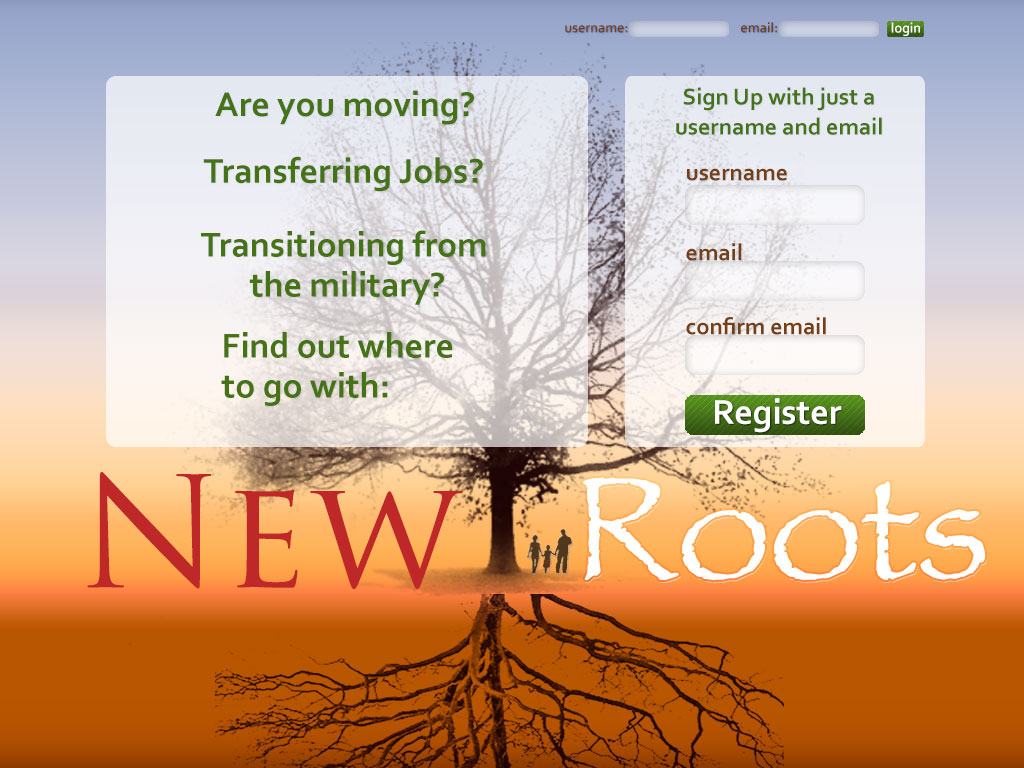 username: email: login
Are you moving?
Transferring Jobs?
Transitioning from
the military?
Find out where
to go with:
Sign Up with just a
username and email
username
email
confirm email
Register
New Roots